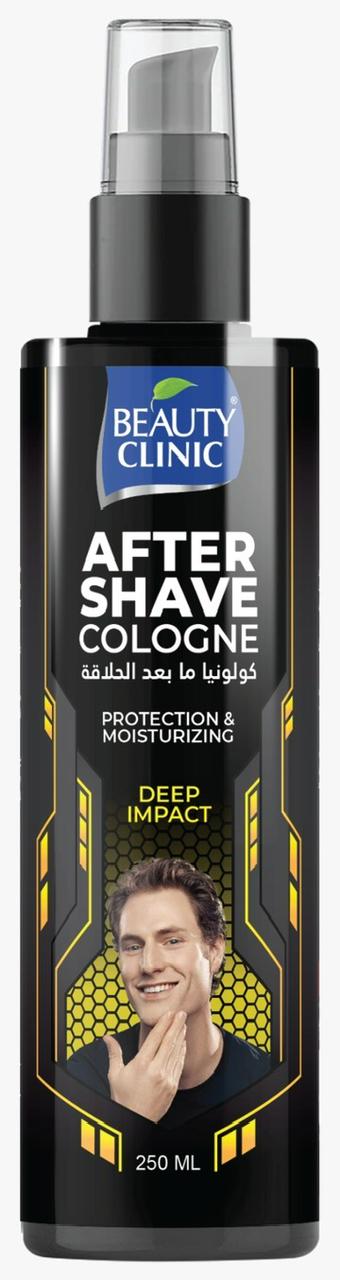 BEAUTY®
CLINIC
AFTER
SHAVE
COLOGNE
كولونيا ما بعد الحلاقة
PROTECTION &
MOISTURIZING
DEEP
IMPACT
250 ML